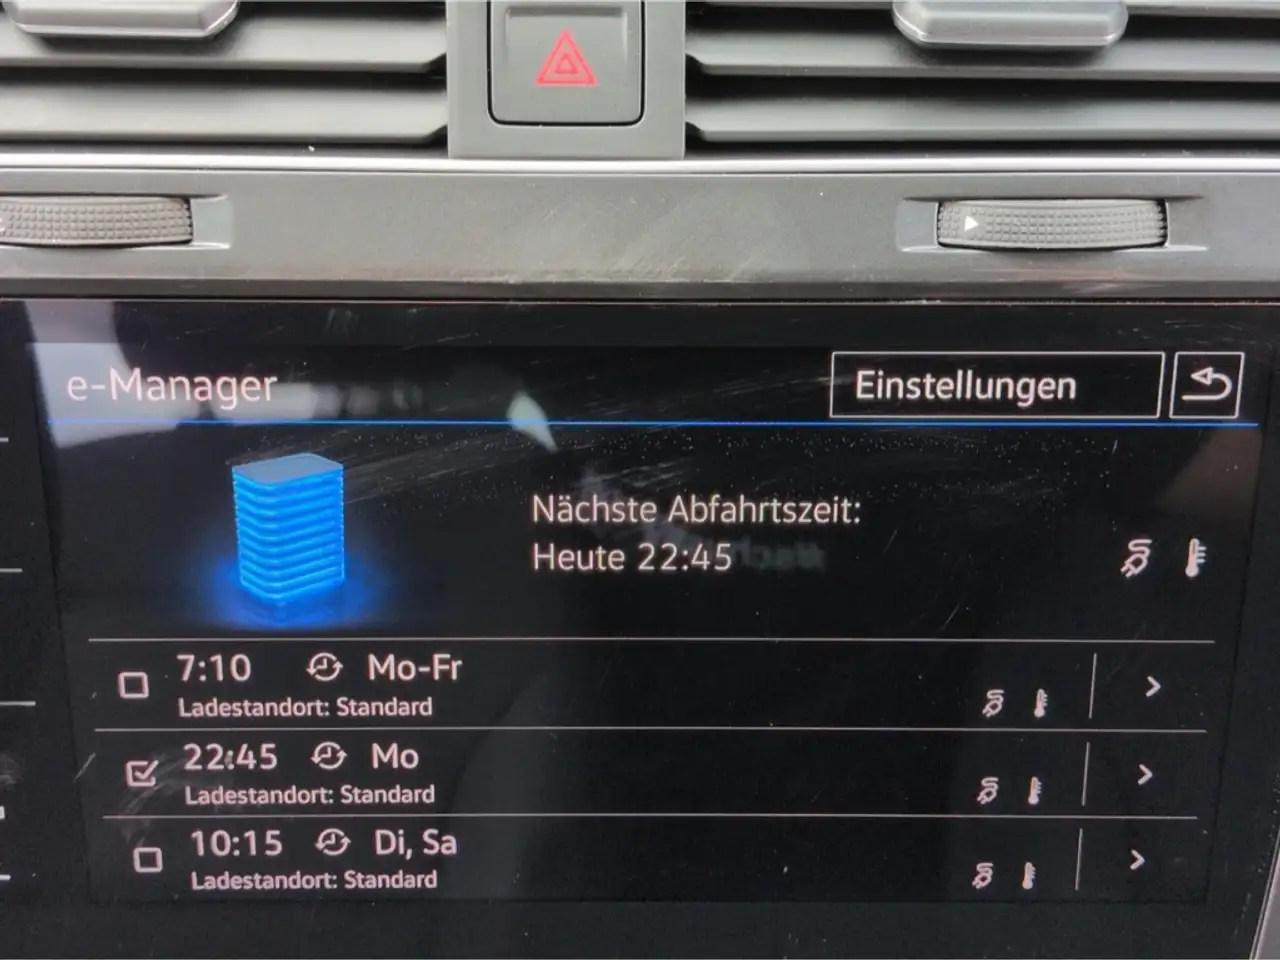 e-Manager
Einstellungen
Nächste Abfahrtszeit:
Heute 22:45
7:10 Mo-Fr
Ladestandort: Standard
22:45 Mo
Ladestandort: Standard
10:15 Di, Sa
Ladestandort: Standard